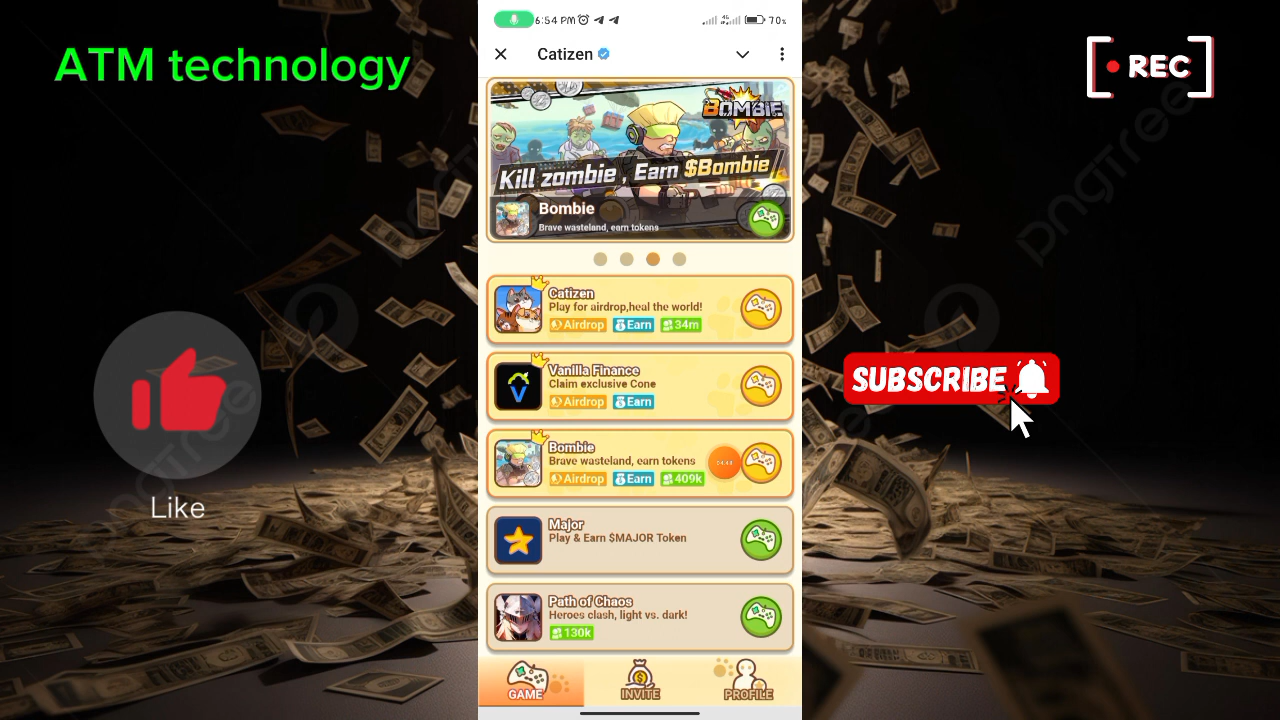 ATM technology
REC
6:54 PM
4G
70%
Catizen
BOMBIE
Kill zombie , Earn $Bombie
Bombie
Brave wasteland, earn tokens
Catizen
Play for airdrop,heal the world!
Airdrop Earn 34m
Vanilla Finance
Claim exclusive Cone
Airdrop Earn
Bombie
Brave wasteland, earn tokens
Airdrop Earn 409k
Major
Play & Earn $MAJOR Token
Path of Chaos
Heroes clash, light vs. dark!
130k
GAME
INVITE
PROFILE
Like
SUBSCRIBE
pngtree
pngtree